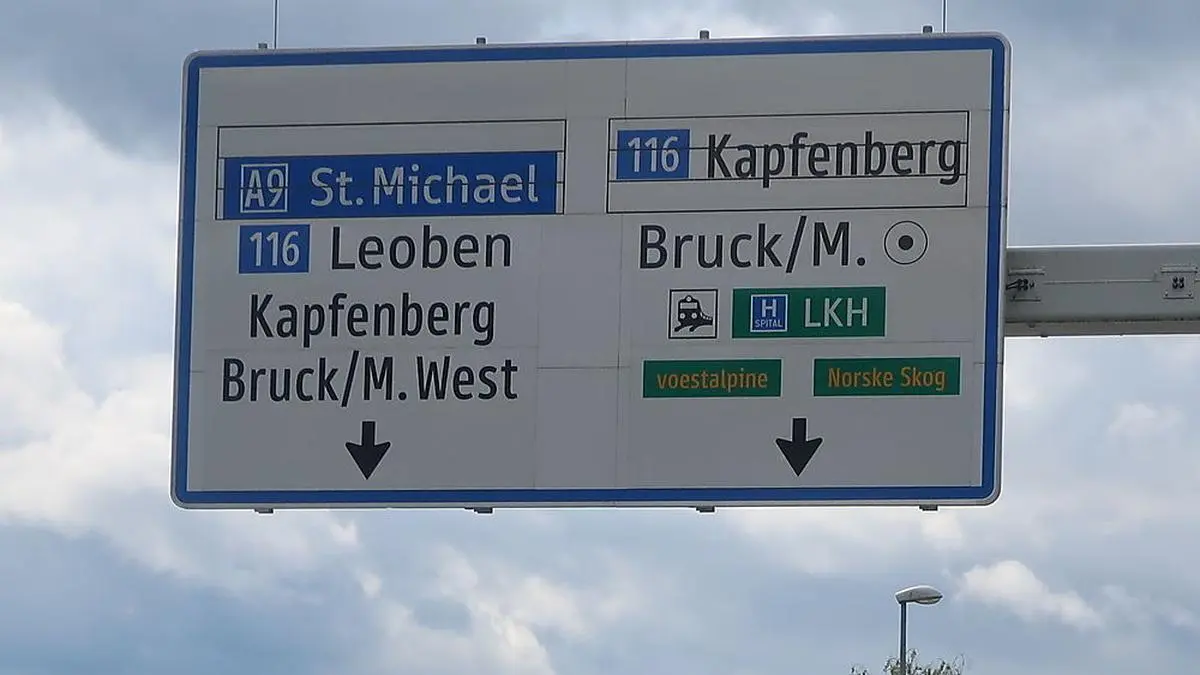 A9 St. Michael
116 Leoben
Kapfenberg
Bruck/M. West
116 Kapfenberg
Bruck/M.
H SPITAL LKH
voestalpine
Norske Skog